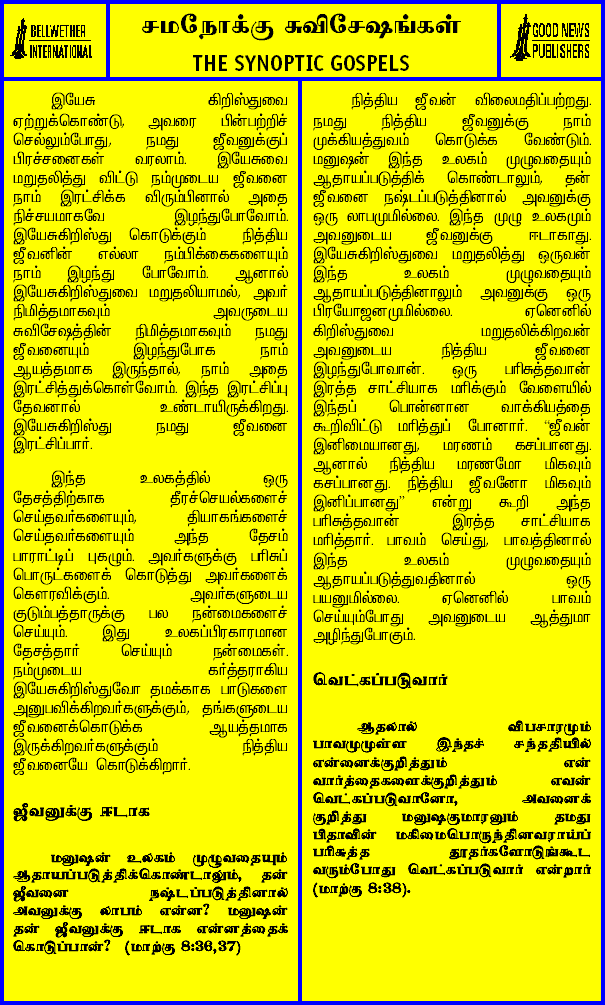 BELLWETHER
INTERNATIONAL
சமநோக்கு சுவிசேஷங்கள்
THE SYNOPTIC GOSPELS
GOOD NEWS
PUBLISHERS
இயேசு கிறிஸ்துவை
ஏற்றுக்கொண்டு, அவரை பின்பற்றிச்
செல்லும்போது, நமது ஜீவனுக்குப்
பிரச்சனைகள் வரலாம். இயேசுவை
மறுதலித்து விட்டு நம்முடைய ஜீவனை
நாம் இரட்சிக்க விரும்பினால் அதை
நிச்சயமாகவே இழந்துபோவோம்.
இயேசுகிறிஸ்து கொடுக்கும் நித்திய
ஜீவனின் எல்லா நம்பிக்கைகளையும்
நாம் இழந்து போவோம். ஆனால்
இயேசுகிறிஸ்துவை மறுதலியாமல், அவர்
நிமித்தமாகவும் அவருடைய
சுவிசேஷத்தின் நிமித்தமாகவும் நமது
ஜீவனையும் இழந்துபோக நாம்
ஆயத்தமாக இருந்தால், நாம் அதை
இரட்சித்துக்கொள்வோம். இந்த இரட்சிப்பு
தேவனால் உண்டாயிருக்கிறது.
இயேசுகிறிஸ்து நமது ஜீவனை
இரட்சிப்பார்.
இந்த உலகத்தில் ஒரு
தேசத்திற்காக தீரச்செயல்களைச்
செய்தவர்களையும், தியாகங்களைச்
செய்தவர்களையும் அந்த தேசம்
பாராட்டிப் புகழும். அவர்களுக்கு பரிசுப்
பொருட்களைக் கொடுத்து அவர்களைக்
கௌரவிக்கும். அவர்களுடைய
குடும்பத்தாருக்கு பல நன்மைகளைச்
செய்யும். இது உலகப்பிரகாரமான
தேசத்தார் செய்யும் நன்மைகள்.
நம்முடைய கர்த்தராகிய
இயேசுகிறிஸ்துவோ தமக்காக பாடுகளை
அனுபவிக்கிறவர்களுக்கும், தங்களுடைய
ஜீவனைக்கொடுக்க ஆயத்தமாக
இருக்கிறவர்களுக்கும் நித்திய
ஜீவனையே கொடுக்கிறார்.
ஜீவனுக்கு ஈடாக
மனுஷன் உலகம் முழுவதையும்
ஆதாயப்படுத்திக்கொண்டாலும், தன்
ஜீவனை நஷ்டப்படுத்தினால்
அவனுக்கு லாபம் என்ன? மனுஷன்
தன் ஜீவனுக்கு ஈடாக என்னத்தைக்
கொடுப்பான்? (மாற்கு 8:36,37)
நித்திய ஜீவன் விலைமதிப்பற்றது.
நமது நித்திய ஜீவனுக்கு நாம்
முக்கியத்துவம் கொடுக்க வேண்டும்.
மனுஷன் இந்த உலகம் முழுவதையும்
ஆதாயப்படுத்திக் கொண்டாலும், தன்
ஜீவனை நஷ்டப்படுத்தினால் அவனுக்கு
ஒரு லாபமுமில்லை. இந்த முழு உலகமும்
அவனுடைய ஜீவனுக்கு ஈடாகாது.
இயேசுகிறிஸ்துவை மறுதலித்து ஒருவன்
இந்த உலகம் முழுவதையும்
ஆதாயப்படுத்தினாலும் அவனுக்கு ஒரு
பிரயோஜனமுமில்லை. ஏனெனில்
கிறிஸ்துவை மறுதலிக்கிறவன்
அவனுடைய நித்திய ஜீவனை
இழந்துபோவான். ஒரு பரிசுத்தவான்
இரத்த சாட்சியாக மரிக்கும் வேளையில்
இந்தப் பொன்னான வாக்கியத்தை
கூறிவிட்டு மரித்துப் போனார். “ஜீவன்
இனிமையானது, மரணம் கசப்பானது.
ஆனால் நித்திய மரணமோ மிகவும்
கசப்பானது. நித்திய ஜீவனோ மிகவும்
இனிப்பானது” என்று கூறி அந்த
பரிசுத்தவான் இரத்த சாட்சியாக
மரித்தார். பாவம் செய்து, பாவத்தினால்
இந்த உலகம் முழுவதையும்
ஆதாயப்படுத்துவதினால் ஒரு
பயனுமில்லை. ஏனெனில் பாவம்
செய்யும்போது அவனுடைய ஆத்துமா
அழிந்துபோகும்.
வெட்கப்படுவார்
ஆதலால் விபசாரமும்
பாவமுமுள்ள இந்தச் சந்ததியில்
என்னைக்குறித்தும் என்
வார்த்தைகளைக்குறித்தும் எவன்
வெட்கப்படுவானோ, அவனைக்
குறித்து மனுஷகுமாரனும் தமது
பிதாவின் மகிமைபொருந்தினவராய்ப்
பரிசுத்த தூதர்களோடுங்கூட
வரும்போது வெட்கப்படுவார் என்றார்
(மாற்கு 8:38).